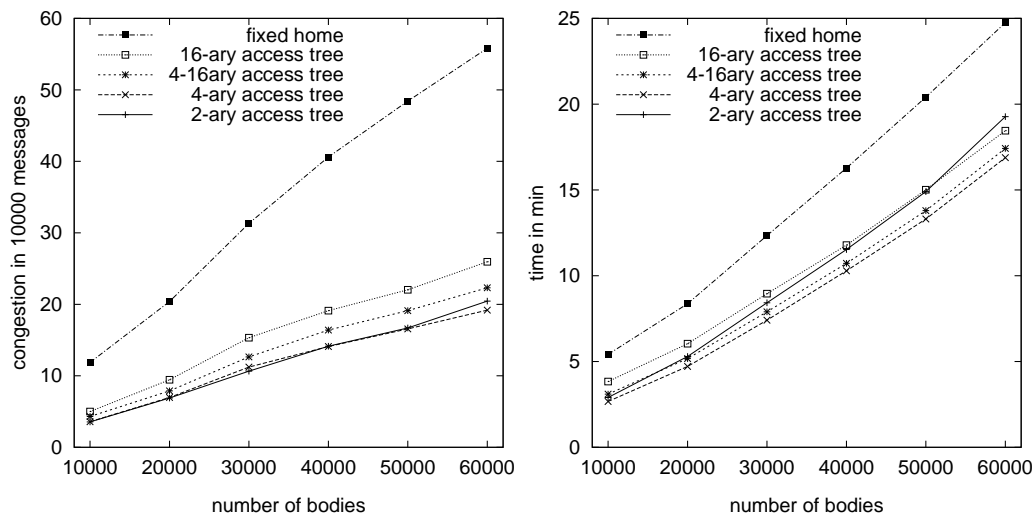 60
50
40
30
20
10
0
congestion in 10000 messages
fixed home
16-ary access tree
4-16ary access tree
4-ary access tree
2-ary access tree
10000 20000 30000 40000 50000 60000
number of bodies
25
20
15
10
5
0
time in min
fixed home
16-ary access tree
4-16ary access tree
4-ary access tree
2-ary access tree
10000 20000 30000 40000 50000 60000
number of bodies